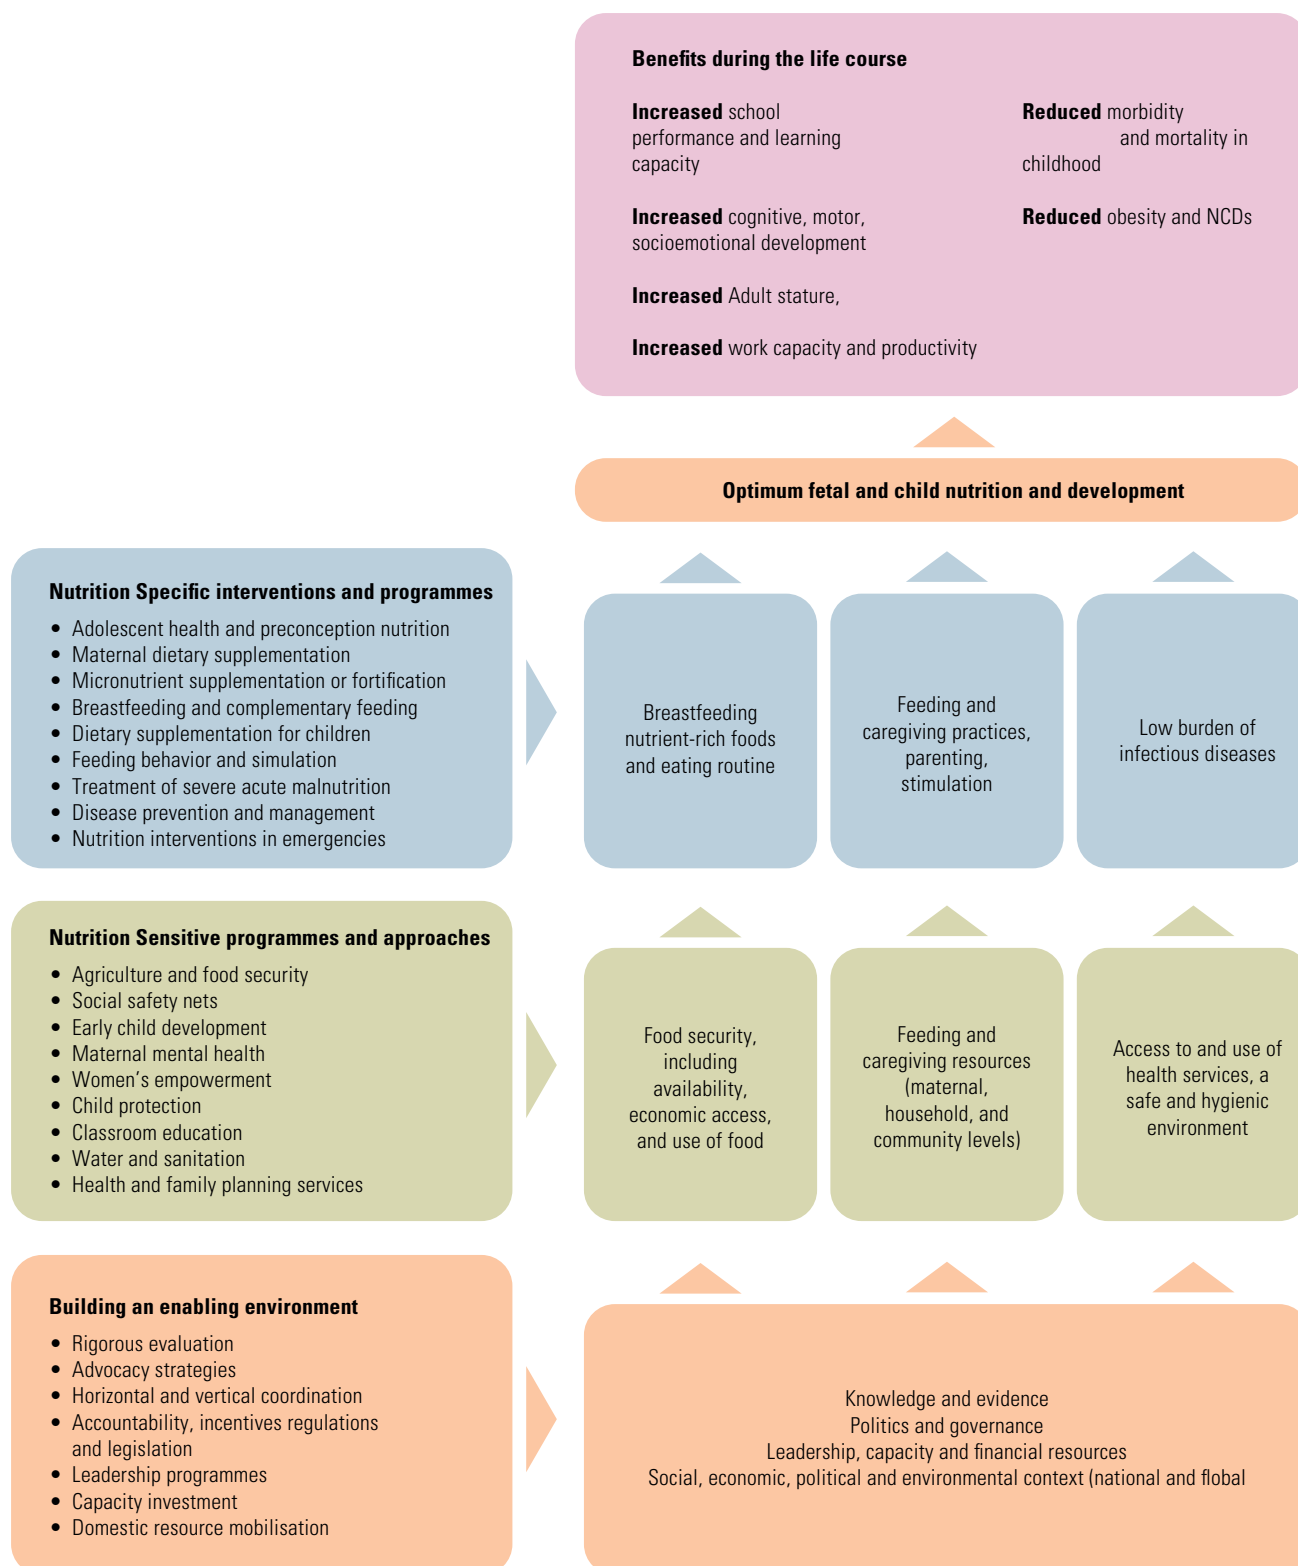 Benefits during the life course
Increased school
performance and learning
capacity
Increased cognitive, motor,
socioemotional development
Increased Adult stature,
Increased work capacity and productivity
Reduced morbidity
and mortality in
childhood
Reduced obesity and NCDs
Optimum fetal and child nutrition and development
Nutrition Specific interventions and programmes
• Adolescent health and preconception nutrition
• Maternal dietary supplementation
• Micronutrient supplementation or fortification
• Breastfeeding and complementary feeding
• Dietary supplementation for children
• Feeding behavior and simulation
• Treatment of severe acute malnutrition
• Disease prevention and management
• Nutrition interventions in emergencies
Breastfeeding
nutrient-rich foods
and eating routine
Feeding and
caregiving practices,
parenting,
stimulation
Low burden of
infectious diseases
Nutrition Sensitive programmes and approaches
• Agriculture and food security
• Social safety nets
• Early child development
• Maternal mental health
• Women's empowerment
• Child protection
• Classroom education
• Water and sanitation
• Health and family planning services
Food security,
including
availability,
economic access,
and use of food
Feeding and
caregiving resources
(maternal,
household, and
community levels)
Access to and use of
health services, a
safe and hygienic
environment
Building an enabling environment
• Rigorous evaluation
• Advocacy strategies
• Horizontal and vertical coordination
• Accountability, incentives regulations
and legislation
• Leadership programmes
• Capacity investment
• Domestic resource mobilisation
Knowledge and evidence
Politics and governance
Leadership, capacity and financial resources
Social, economic, political and environmental context (national and flobal